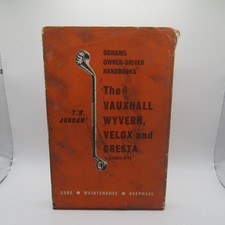 ODHAMS
OWNER-DRIVER
HANDBOOKS
The
VAUXHALL
WYVERN,
VELOX and
CRESTA
T. W.
JORDAN
CARE • MAINTENANCE • OVERHAUL